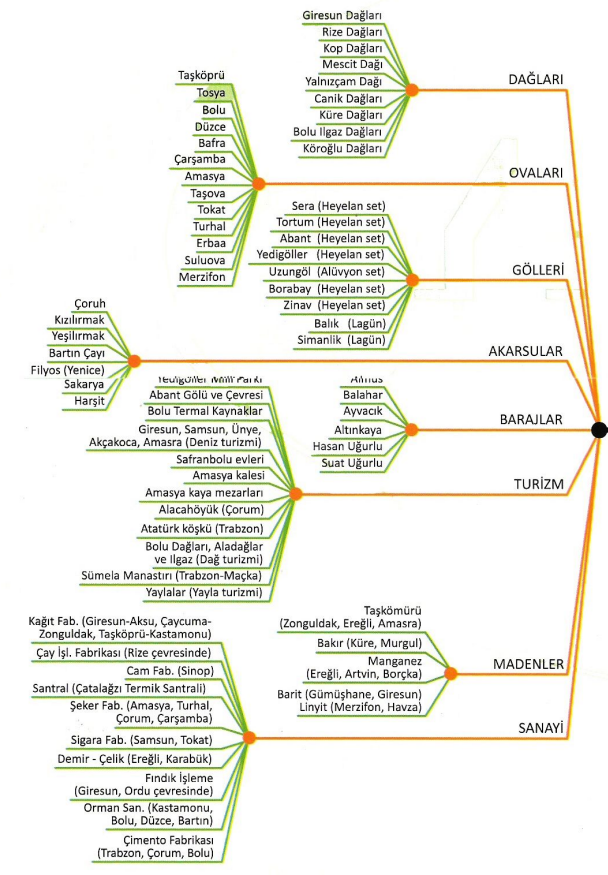 Giresun Dağları
Rize Dağları
Kop Dağları
Mescit Dağı
Yalnızçam Dağı
Canik Dağları
Küre Dağları
Bolu Ilgaz Dağları
Köroğlu Dağları
DAĞLARI
Taşköprü
Tosya
Bolu
Düzce
Bafra
Çarşamba
Amasya
Taşova
Tokat
Turhal
Erbaa
Suluova
Merzifon
OVALARI
Sera (Heyelan set)
Tortum (Heyelan set)
Abant (Heyelan set)
Yedigöller (Heyelan set)
Uzungöl (Alüvyon set)
Borabay (Heyelan set)
Zinav (Heyelan set)
Balık (Lagün)
Simanlik (Lagün)
GÖLLERİ
Çoruh
Kızılırmak
Yeşilırmak
Bartın Çayı
Filyos (Yenice)
Sakarya
Harşit
AKARSULAR
Almus
Balahar
Ayvacık
Altınkaya
Hasan Uğurlu
Suat Uğurlu
BARAJLAR
Yedigöller Milli Parkı
Abant Gölü ve Çevresi
Bolu Termal Kaynaklar
Giresun, Samsun, Ünye,
Akçakoca, Amasra (Deniz turizmi)
Safranbolu evleri
Amasya kalesi
Amasya kaya mezarları
Alacahöyük (Çorum)
Atatürk köşkü (Trabzon)
Bolu Dağları, Aladağlar
ve Ilgaz (Dağ turizmi)
Sümela Manastırı (Trabzon-Maçka)
Yaylalar (Yayla turizmi)
TURİZM
Taşkömürü
(Zonguldak, Ereğli, Amasra)
Bakır (Küre, Murgul)
Manganez
(Ereğli, Artvin, Borçka)
Barit (Gümüşhane, Giresun)
Linyit (Merzifon, Havza)
MADENLER
Kağıt Fab. (Giresun-Aksu, Çaycuma-
Zonguldak, Taşköprü-Kastamonu)
Çay İşl. Fabrikası (Rize çevresinde)
Cam Fab. (Sinop)
Santral (Çatalağzı Termik Santrali)
Şeker Fab. (Amasya, Turhal,
Çorum, Çarşamba)
Sigara Fab. (Samsun, Tokat)
Demir - Çelik (Ereğli, Karabük)
Fındık İşleme
(Giresun, Ordu çevresinde)
Orman San. (Kastamonu,
Bolu, Düzce, Bartın)
Çimento Fabrikası
(Trabzon, Çorum, Bolu)
SANAYİ